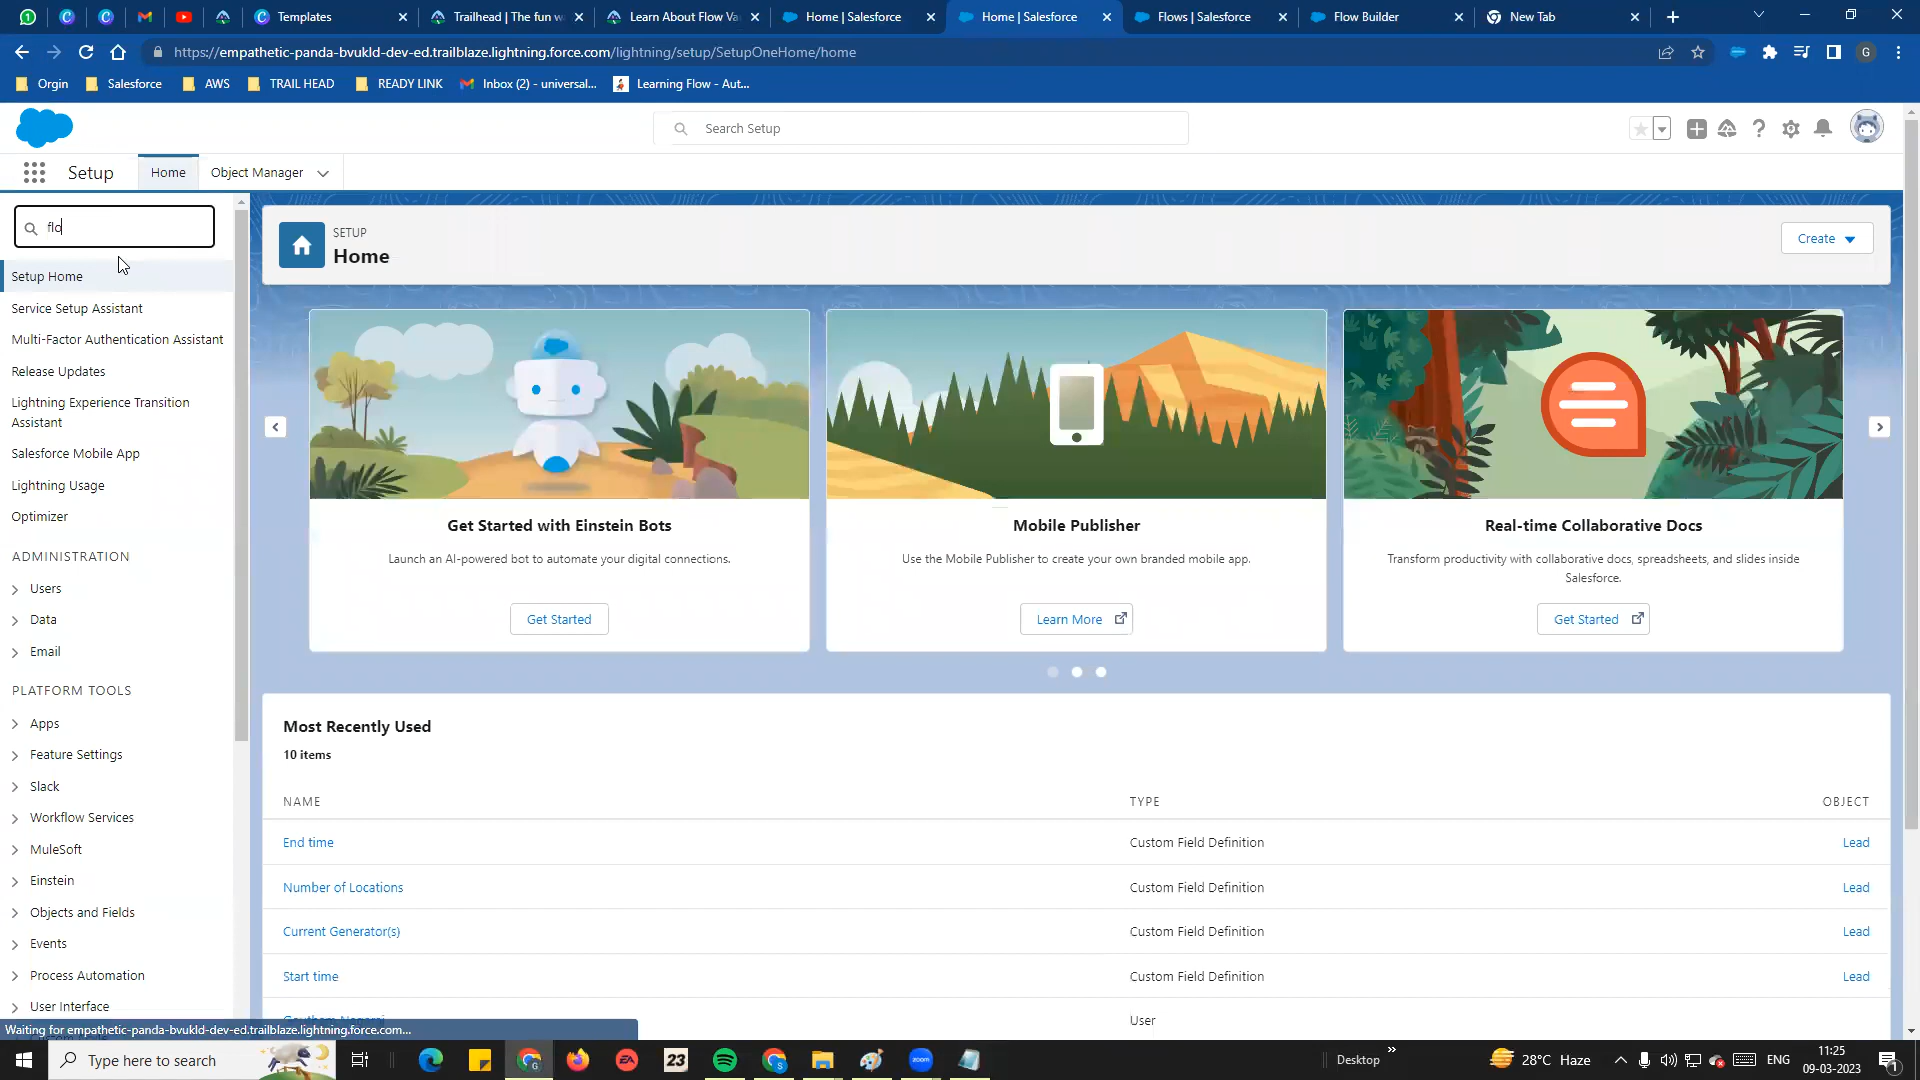 Templates
Trailhead | The fun w
Learn About Flow Va
Home | Salesforce
Home | Salesforce
Flows | Salesforce
Flow Builder
New Tab
https://empathetic-panda-bvukld-dev-ed.trailblaze.lightning.force.com/lightning/setup/SetupOneHome/home
G
Orgin
Salesforce
AWS
TRAIL HEAD
READY LINK
Inbox (2) - universal...
Learning Flow - Aut...
Search Setup
Setup
Home
Object Manager
flo
Setup Home
Service Setup Assistant
Multi-Factor Authentication Assistant
Release Updates
Lightning Experience Transition
Assistant
Salesforce Mobile App
Lightning Usage
Optimizer
ADMINISTRATION
Users
Data
Email
PLATFORM TOOLS
Apps
Feature Settings
Slack
Workflow Services
MuleSoft
Einstein
Objects and Fields
Events
Process Automation
User Interface
SETUP
Home
Create
Get Started with Einstein Bots
Launch an AI-powered bot to automate your digital connections.
Get Started
Mobile Publisher
Use the Mobile Publisher to create your own branded mobile app.
Learn More
Real-time Collaborative Docs
Transform productivity with collaborative docs, spreadsheets, and slides inside
Salesforce.
Get Started
Most Recently Used
10 items
NAME TYPE OBJECT
End time Custom Field Definition Lead
Number of Locations Custom Field Definition Lead
Current Generator(s) Custom Field Definition Lead
Start time Custom Field Definition Lead
User
Waiting for empathetic-panda-bvukld-dev-ed.trailblaze.lightning.force.com...
Type here to search
23
zoom
Desktop
28°C Haze
ENG
11:25
09-03-2023